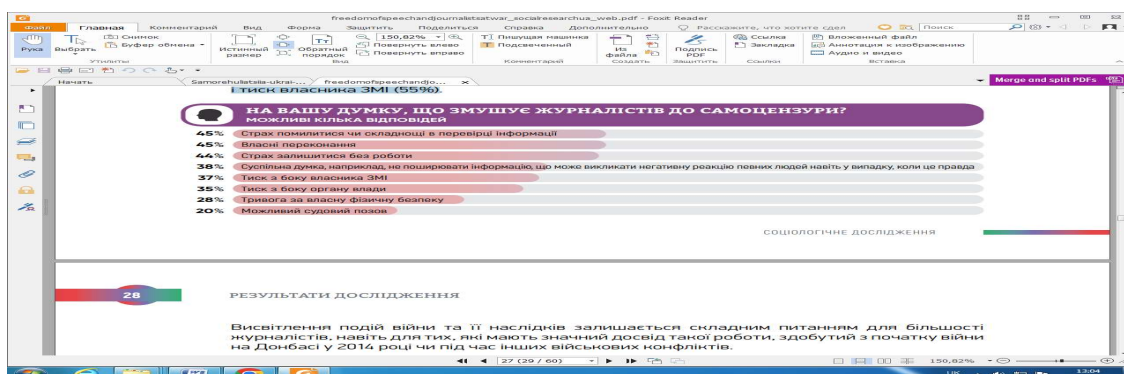 freedomofspeechandjournalistsatwar_socialresearchua_web.pdf - Foxit Reader
Файл Главная Комментарий Вид Форма Защитить Поделиться Справка Дополнительно Расскажите, что хотите сдел Поиск
Рука Выбрать Снимок Буфер обмена Истинный размер Обратный порядок 150,82% Повернуть влево Повернуть вправо Пишущая машинка Подсвеченный Из файла Подпись PDF Ссылка Закладка Вложенный файл Аннотация к изображению Аудио и видео
Утилиты Вид Комментарий Создать Защитить Ссылки Вставка
Начать Samorehuliatsiia-ukrai-... freedomofspeechandjo... Merge and split PDFs
і тиск власника ЗМІ (55%).
НА ВАШУ ДУМКУ, ЩО ЗМУШУЄ ЖУРНАЛІСТІВ ДО САМОЦЕНЗУРИ?
МОЖЛИВІ КІЛЬКА ВІДПОВІДЕЙ
45% Страх помилитися чи складнощі в перевірці інформації
45% Власні переконання
44% Страх залишитися без роботи
38% Суспільна думка, наприклад, не поширювати інформацію, що може викликати негативну реакцію певних людей навіть у випадку, коли це правда
37% Тиск з боку власника ЗМІ
35% Тиск з боку органу влади
28% Тривога за власну фізичну безпеку
20% Можливий судовий позов
СОЦІОЛОГІЧНЕ ДОСЛІДЖЕННЯ
28 РЕЗУЛЬТАТИ ДОСЛІДЖЕННЯ
Висвітлення подій війни та її наслідків залишається складним питанням для більшості
журналістів, навіть для тих, які мають значний досвід такої роботи, здобутий з початку війни
на Донбасі у 2014 році чи під час інших військових конфліктів.
27 (29 / 60) 150,82%
UK 13:04